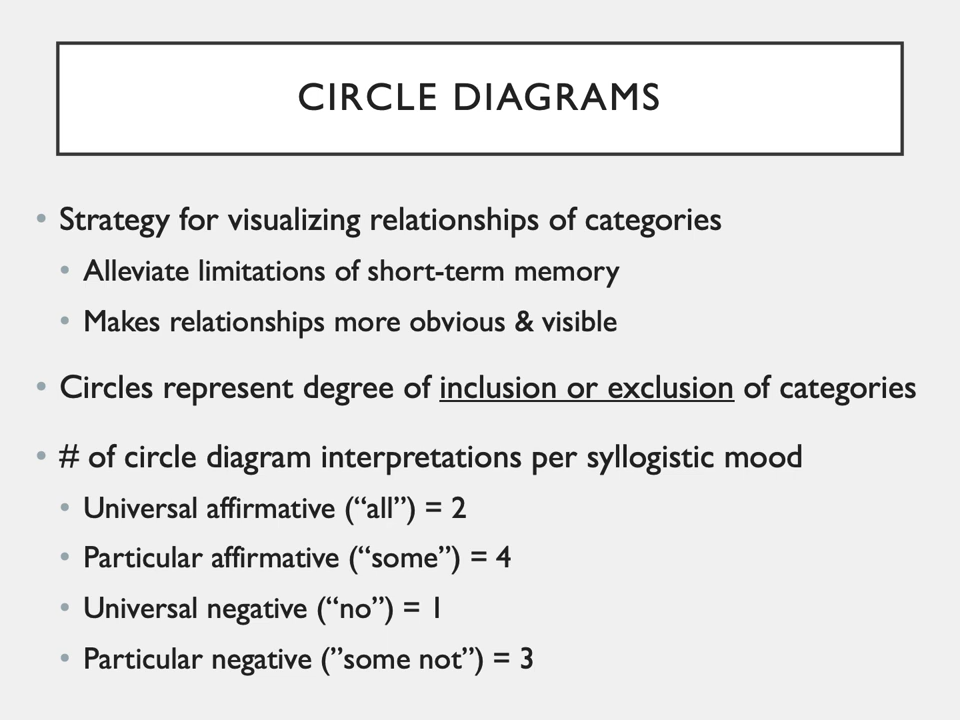 CIRCLE DIAGRAMS
• Strategy for visualizing relationships of categories
• Alleviate limitations of short-term memory
• Makes relationships more obvious & visible
• Circles represent degree of inclusion or exclusion of categories
• # of circle diagram interpretations per syllogistic mood
• Universal affirmative (“all”) = 2
• Particular affirmative (“some”) = 4
• Universal negative (“no”) = 1
• Particular negative (”some not”) = 3